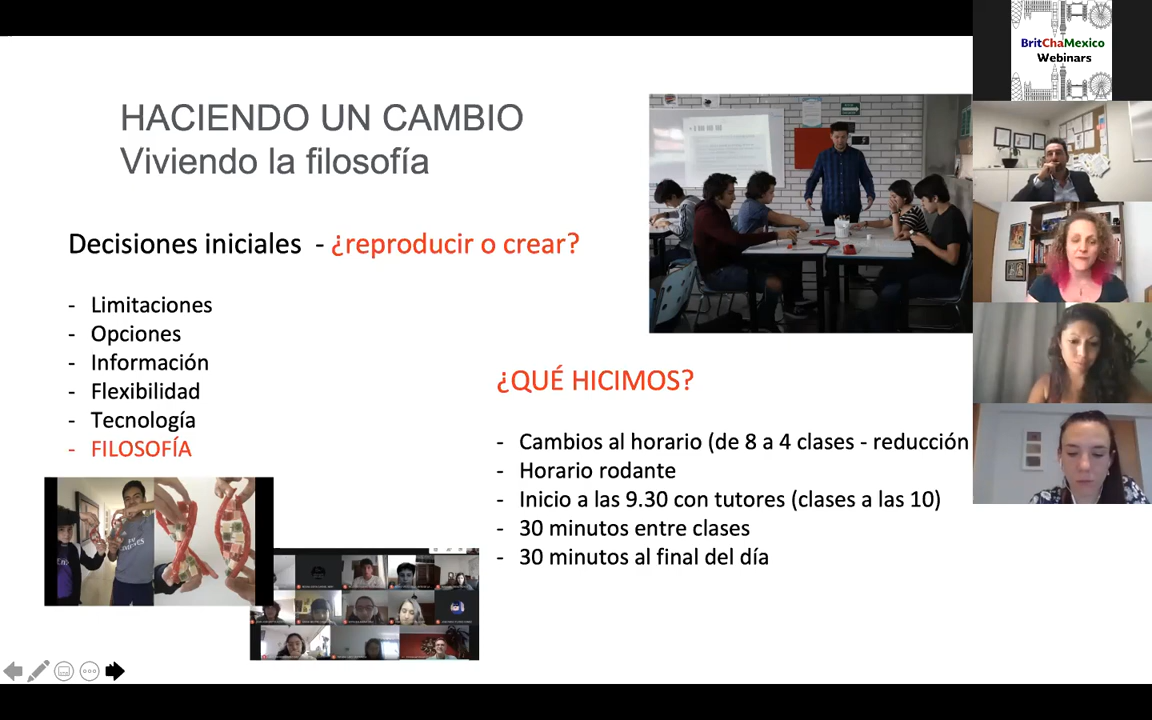 HACIENDO UN CAMBIO
Viviendo la filosofía
Decisiones iniciales - ¿reproducir o crear?
- Limitaciones
- Opciones
- Información
- Flexibilidad
- Tecnología
- FILOSOFÍA
¿QUÉ HICIMOS?
- Cambios al horario (de 8 a 4 clases - reducción
- Horario rodante
- Inicio a las 9.30 con tutores (clases a las 10)
- 30 minutos entre clases
- 30 minutos al final del día
BritChaMexico
Webinars